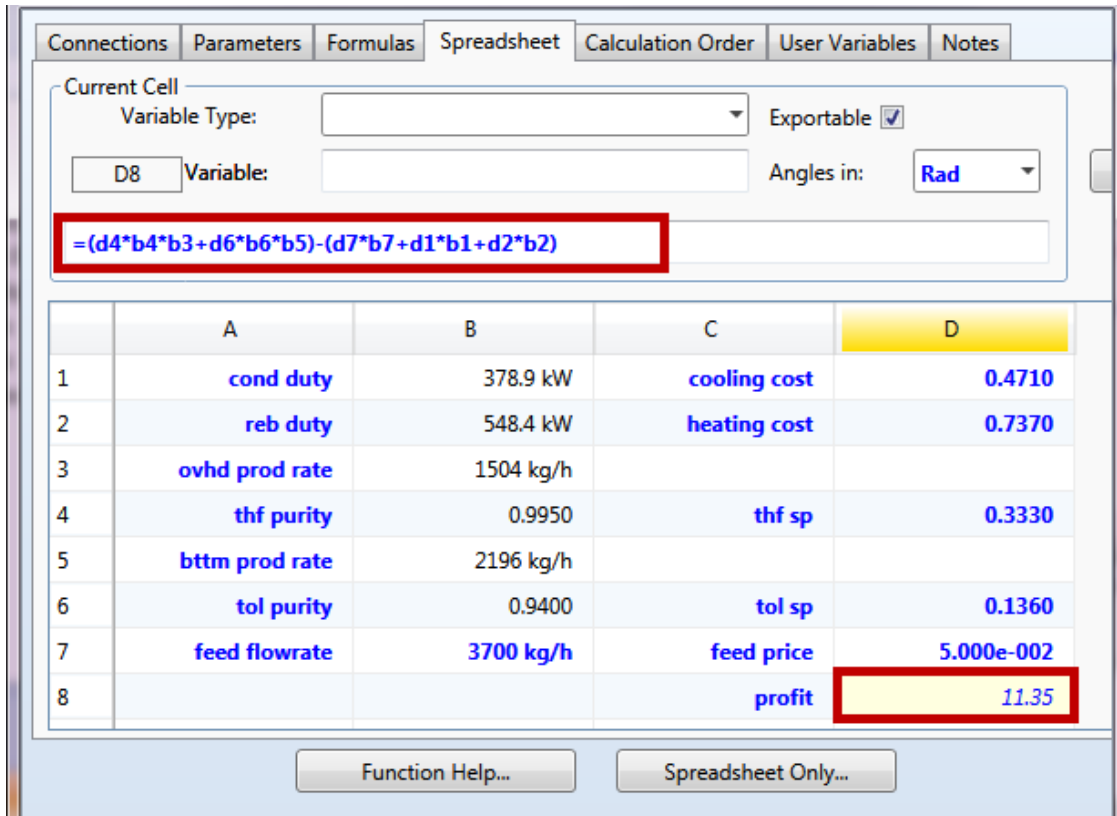 Connections Parameters Formulas Spreadsheet Calculation Order User Variables Notes
Current Cell
Variable Type: Exportable
D8 Variable: Angles in: Rad
=(d4*b4*b3+d6*b6*b5)-(d7*b7+d1*b1+d2*b2)
A B C D
1 cond duty 378.9 kW cooling cost 0.4710
2 reb duty 548.4 kW heating cost 0.7370
3 ovhd prod rate 1504 kg/h
4 thf purity 0.9950 thf sp 0.3330
5 bttm prod rate 2196 kg/h
6 tol purity 0.9400 tol sp 0.1360
7 feed flowrate 3700 kg/h feed price 5.000e-002
8 profit 11.35
Function Help... Spreadsheet Only...